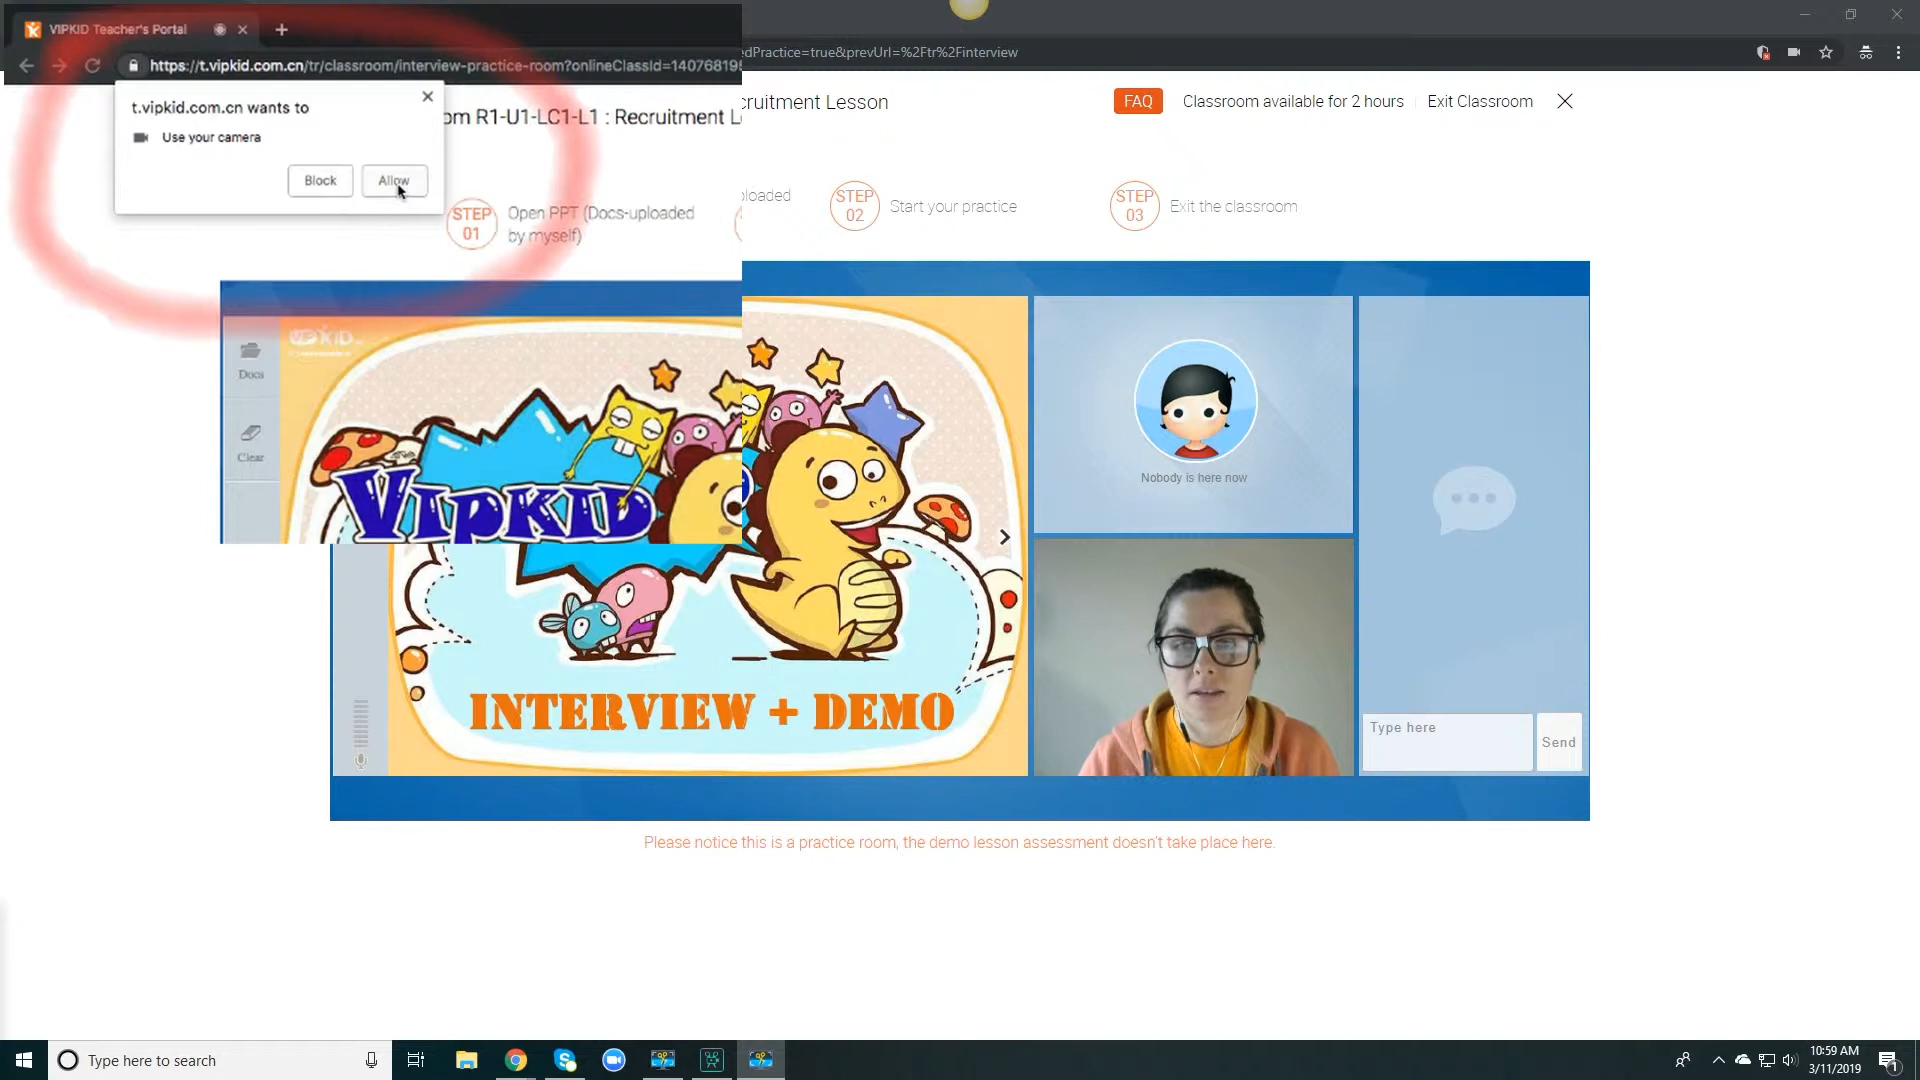 VIPKID Teacher's Portal
https://t.vipkid.com.cn/tr/classroom/interview-practice-room?onlineClassId=14076819
edPractice=true&prevUrl=%2Ftr%2Finterview
t.vipkid.com.cn wants to
Use your camera
Block
Allow
om R1-U1-LC1-L1 : Recruitment L
cruitment Lesson
FAQ
Classroom available for 2 hours
Exit Classroom
STEP
01
Open PPT (Docs-uploaded
by myself)
ploaded
STEP
02
Start your practice
STEP
03
Exit the classroom
VIPKID
Docs
Clear
VIPKID
INTERVIEW + DEMO
Nobody is here now
Type here
Send
Please notice this is a practice room, the demo lesson assessment doesn't take place here.
Type here to search
10:59 AM
3/11/2019
1